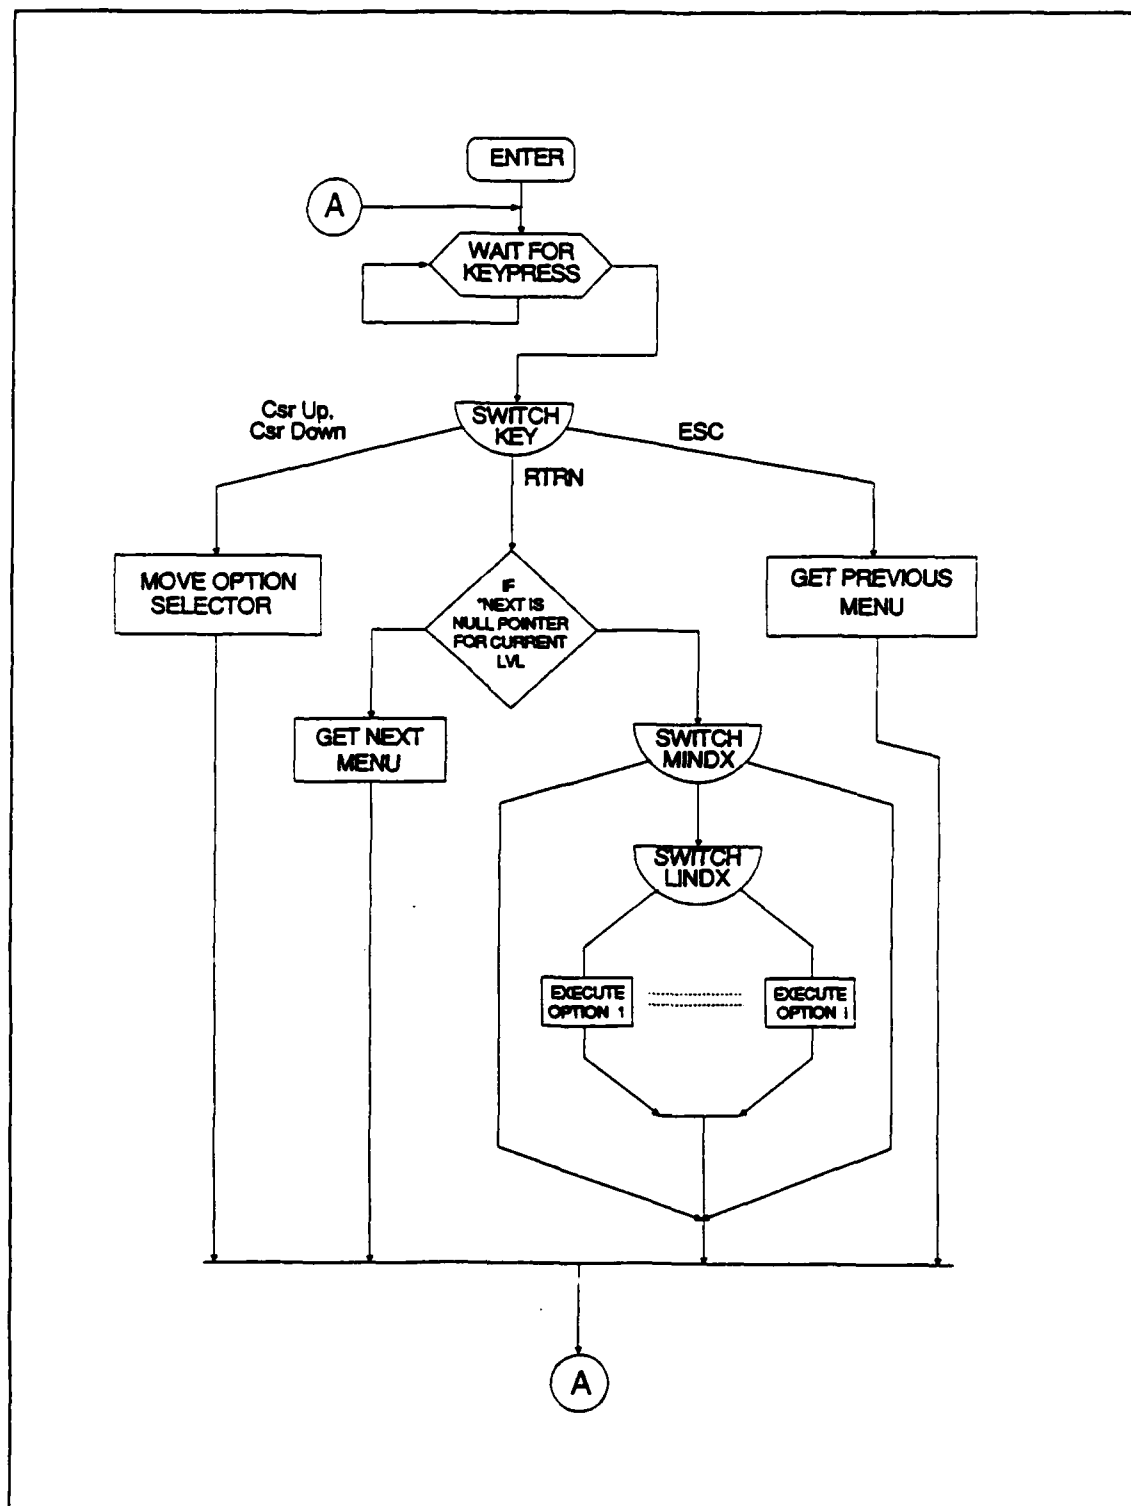 ENTER
A
WAIT FOR
KEYPRESS
Csr Up,
Csr Down
SWITCH
KEY
ESC
RTRN
MOVE OPTION
SELECTOR
IF
*NEXT IS
NULL POINTER
FOR CURRENT
LVL
GET PREVIOUS
MENU
GET NEXT
MENU
SWITCH
MINDX
SWITCH
LINDX
EXECUTE
OPTION 1
EXECUTE
OPTION i
A